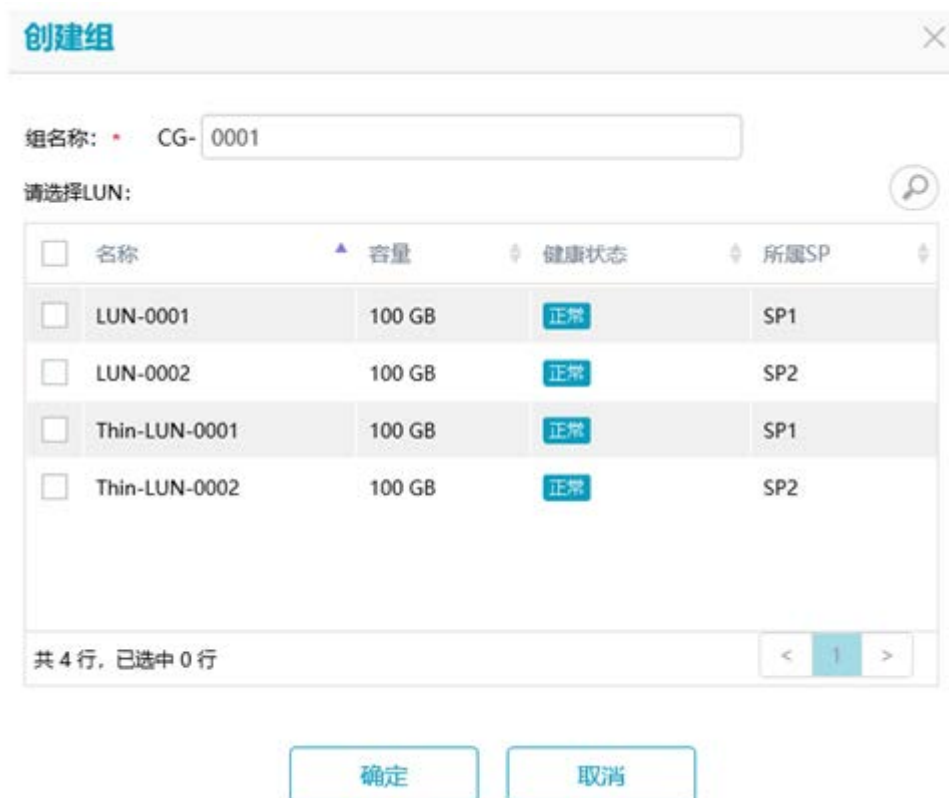 创建组
组名称: * CG- 0001
请选择LUN:
名称 容量 健康状态 所属SP
LUN-0001 100 GB 正常 SP1
LUN-0002 100 GB 正常 SP2
Thin-LUN-0001 100 GB 正常 SP1
Thin-LUN-0002 100 GB 正常 SP2
共 4 行, 已选中 0 行 < 1 >
确定 取消